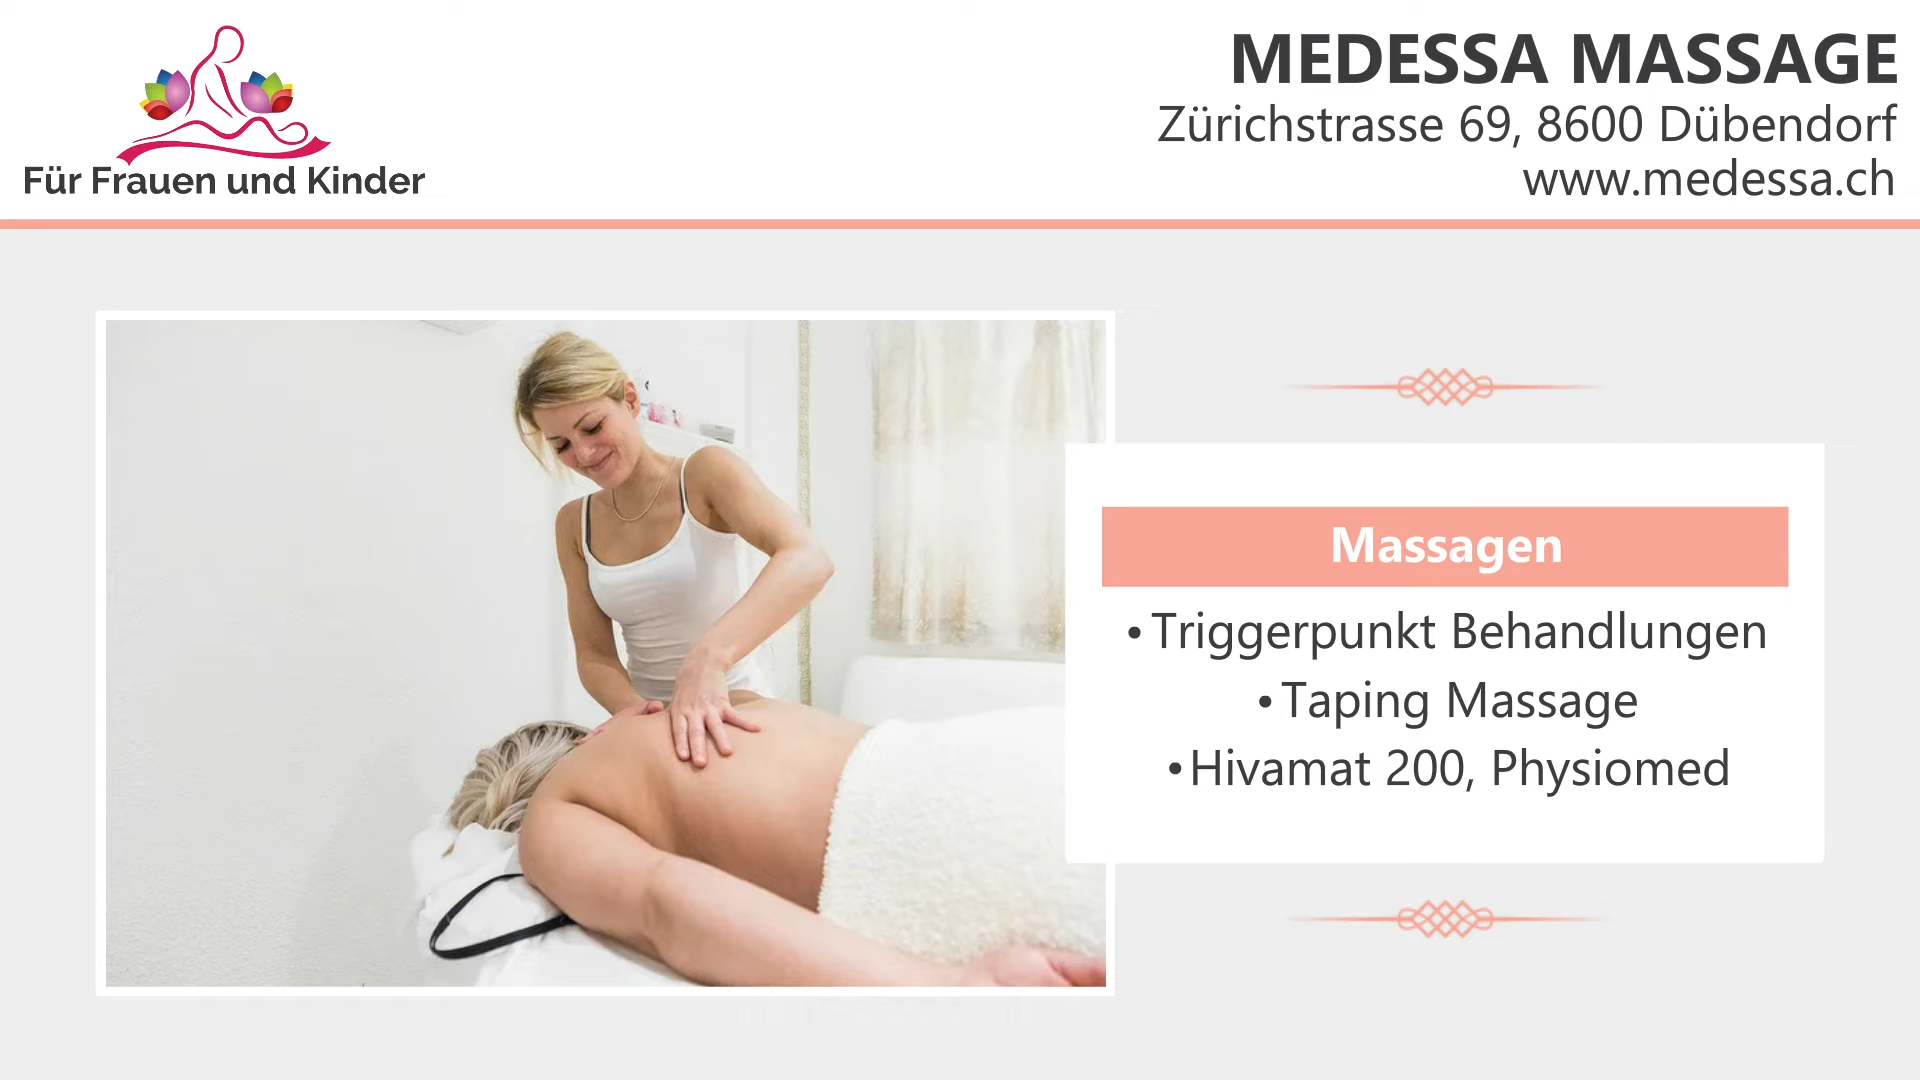 Für Frauen und Kinder
MEDESSA MASSAGE
Zürichstrasse 69, 8600 Dübendorf
www.medessa.ch
Massagen
• Triggerpunkt Behandlungen
• Taping Massage
• Hivamat 200, Physiomed